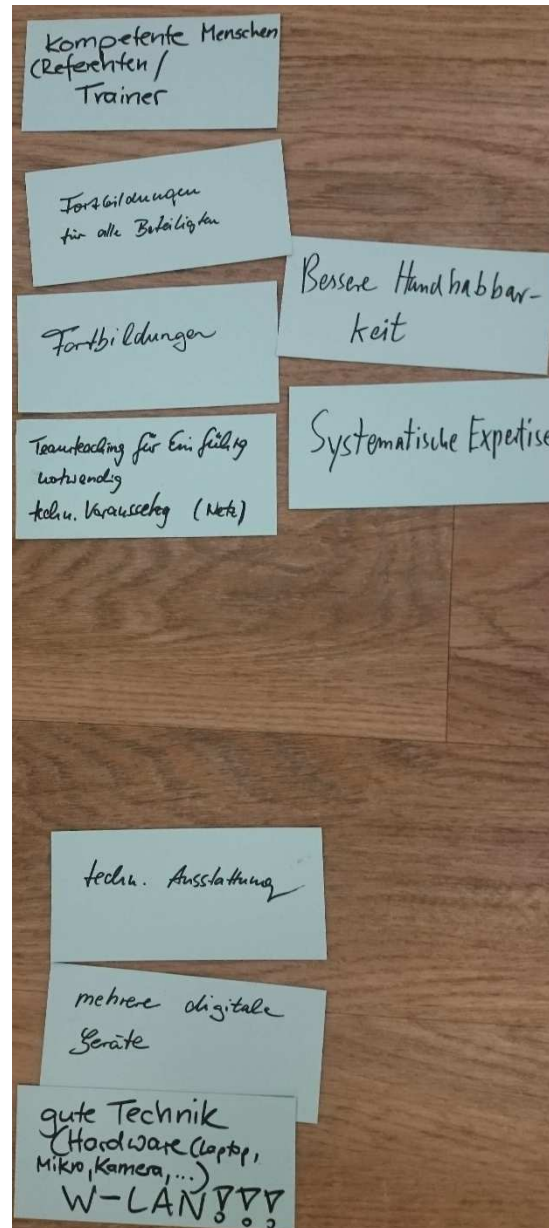 kompetente Menschen
(Referenten /
Trainer
Fortbildungen
für alle Beteiligten
Bessere Handhabbar-
keit
Fortbildungen
Systematische Expertise
Teamteaching für Einführg
notwendig
techn. Voraussetzg (Netz)
techn. Ausstattung
mehrere digitale
Geräte
gute Technik
(Hardware (Laptop,
Mikro, Kamera, ...)
W-LAN!!!